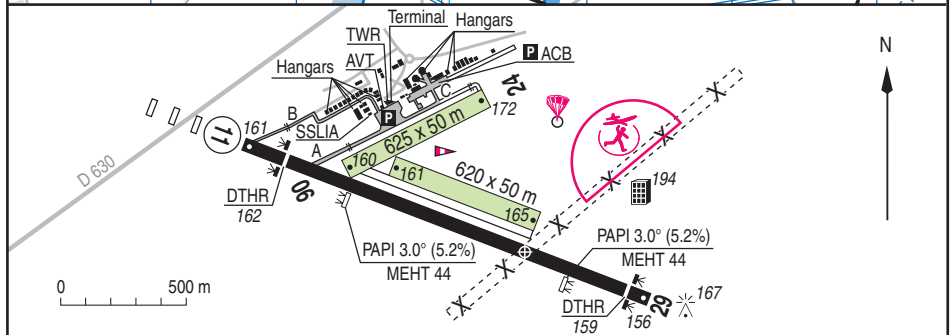 Terminal Hangars
TWR
N
AVT
P ACB
Hangars
24
C
172
B
P
161
SSLIA
11
A
625 x 50 m
160
D 630
161
620 x 50 m
194
06
DTHR
162
165
PAPI 3.0° (5.2%)
MEHT 44
PAPI 3.0° (5.2%)
MEHT 44
X
X
X
X
X
X
0 500 m
29
167
DTHR
159
156